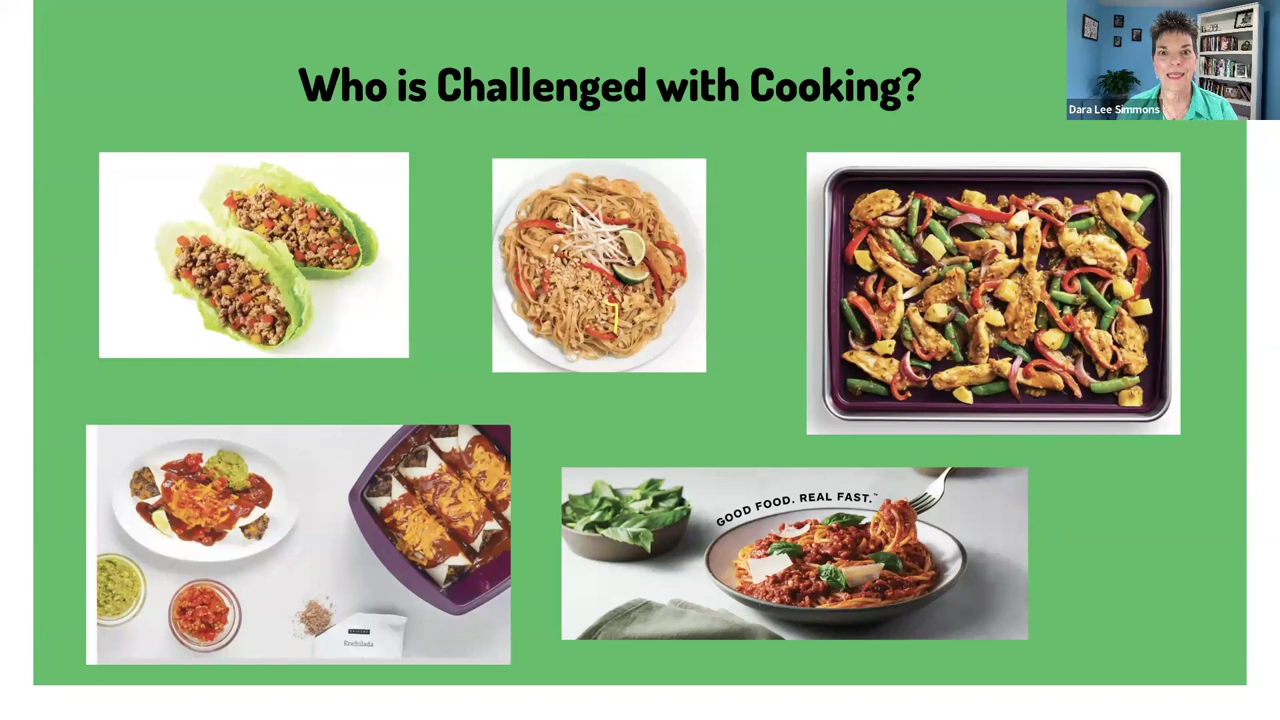 Who is Challenged with Cooking?
Dara Lee Simmons
GOOD FOOD. REAL FAST.™
Enchilada